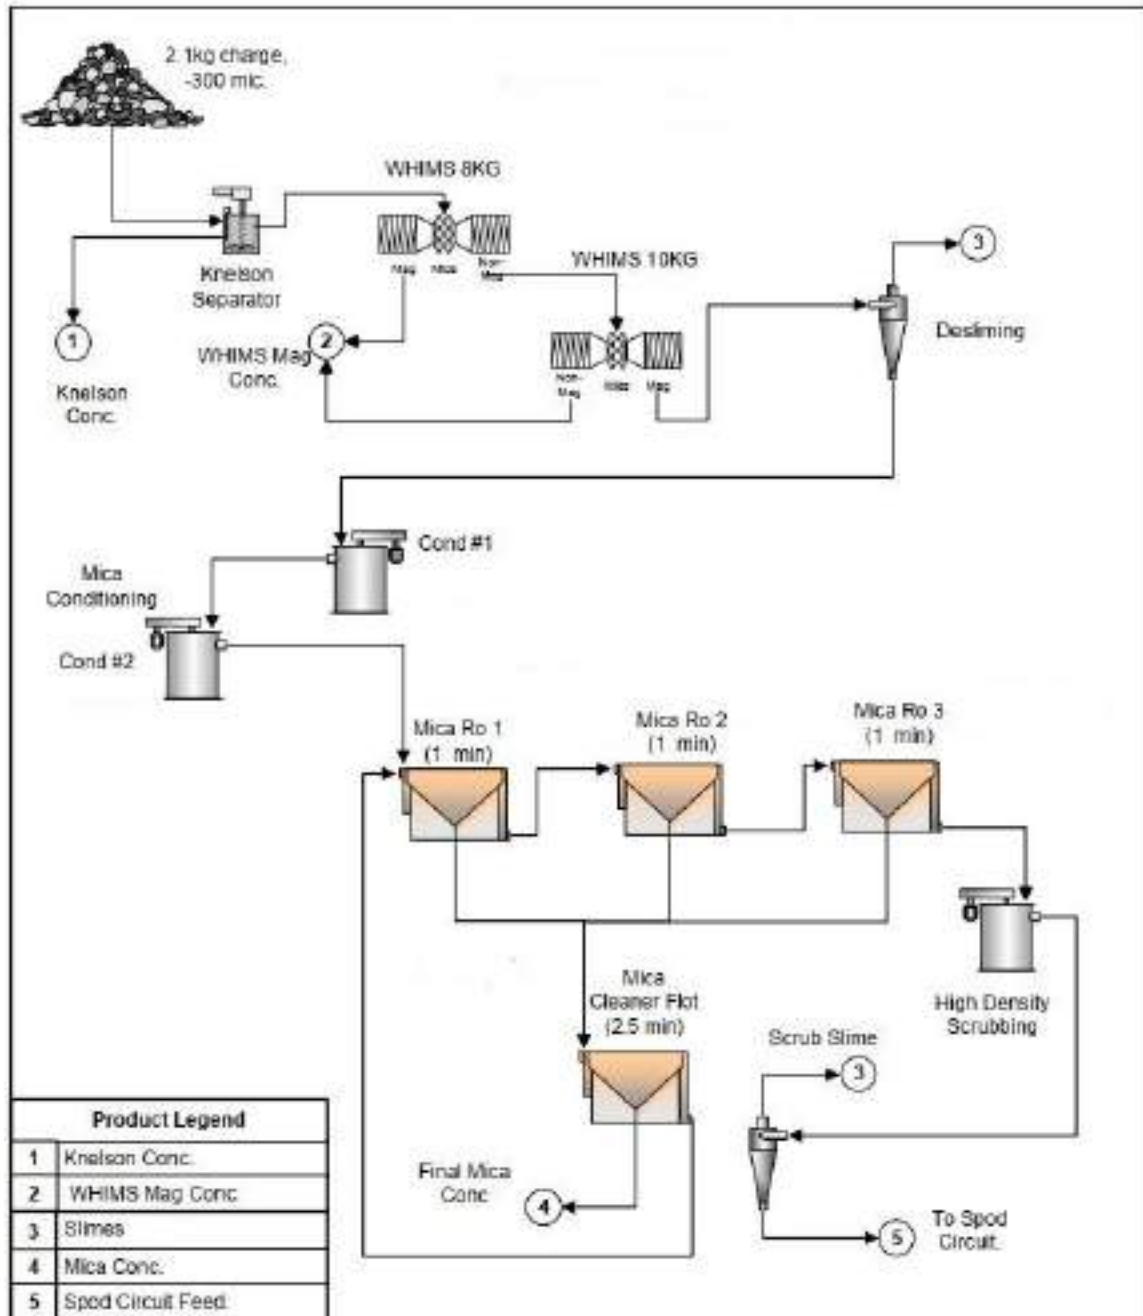 2.1kg charge,
-300 mic.
WHIMS 8KG
Mag Mids Non-
Mag
WHIMS 10KG
3
Knelson
Separator
Desliming
1
2
WHIMS Mag
Conc.
Non-
Mag Mids Mag
Knelson
Conc.
Cond #1
Mica
Conditioning
Cond #2
Mica Ro 1
(1 min)
Mica Ro 2
(1 min)
Mica Ro 3
(1 min)
Mica
Cleaner Flot
(2.5 min)
High Density
Scrubbing
Scrub Slime
3
Final Mica
Conc
4
To Spod
Circuit.
5
Product Legend
1 Knelson Conc.
2 WHIMS Mag Conc
3 Slimes
4 Mica Conc.
5 Spod Circuit Feed